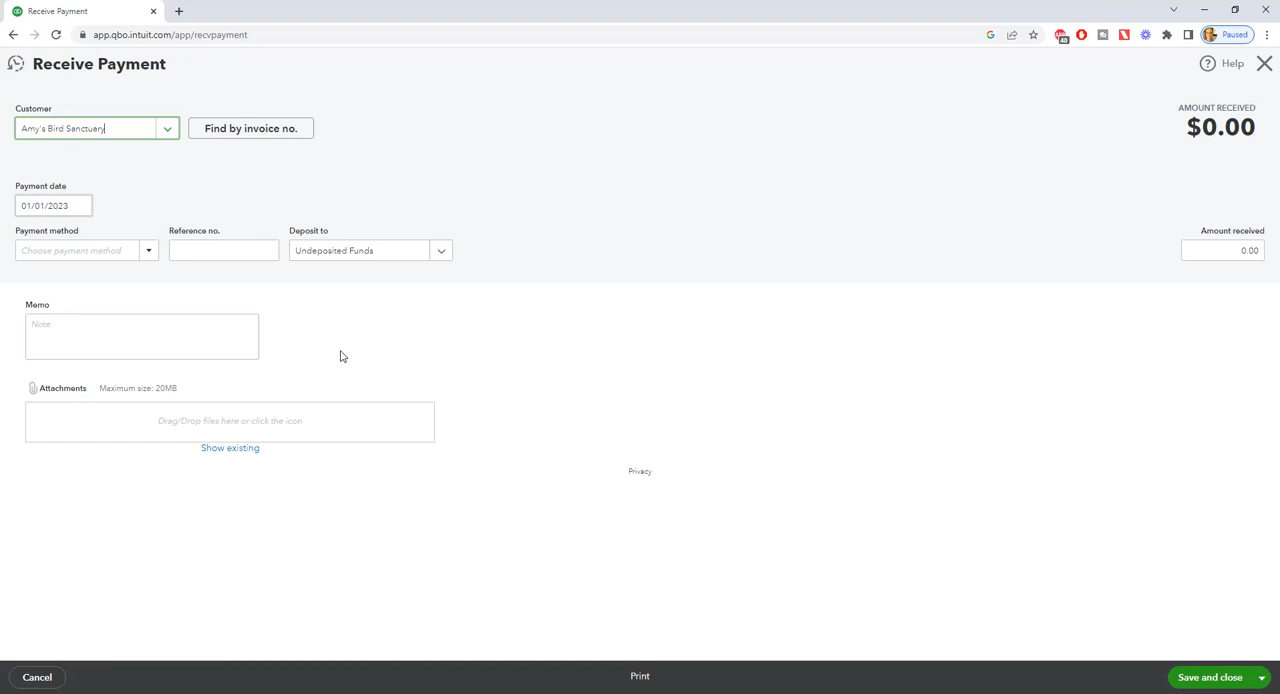 Receive Payment
app.qbo.intuit.com/app/recvpayment
Paused
Receive Payment
Help
Customer
Amy's Bird Sanctuary
Find by invoice no.
AMOUNT RECEIVED
$0.00
Payment date
01/01/2023
Payment method
Reference no.
Deposit to
Amount received
Choose payment method
Undeposited Funds
0.00
Memo
Note
Attachments
Maximum size: 20MB
Drag/Drop files here or click the icon
Show existing
Privacy
Cancel
Print
Save and close